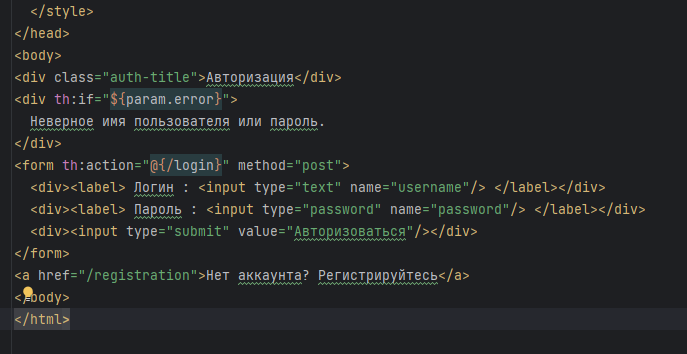 </style>
</head>
<body>
<div class="auth-title">Авторизация</div>
<div th:if="${param.error}">
Неверное имя пользователя или пароль.
</div>
<form th:action="@{/login}" method="post">
<div><label> Логин : <input type="text" name="username"/> </label></div>
<div><label> Пароль : <input type="password" name="password"/> </label></div>
<div><input type="submit" value="Авторизоваться"/></div>
</form>
<a href="/registration">Нет аккаунта? Регистрируйтесь</a>
</body>
</html>